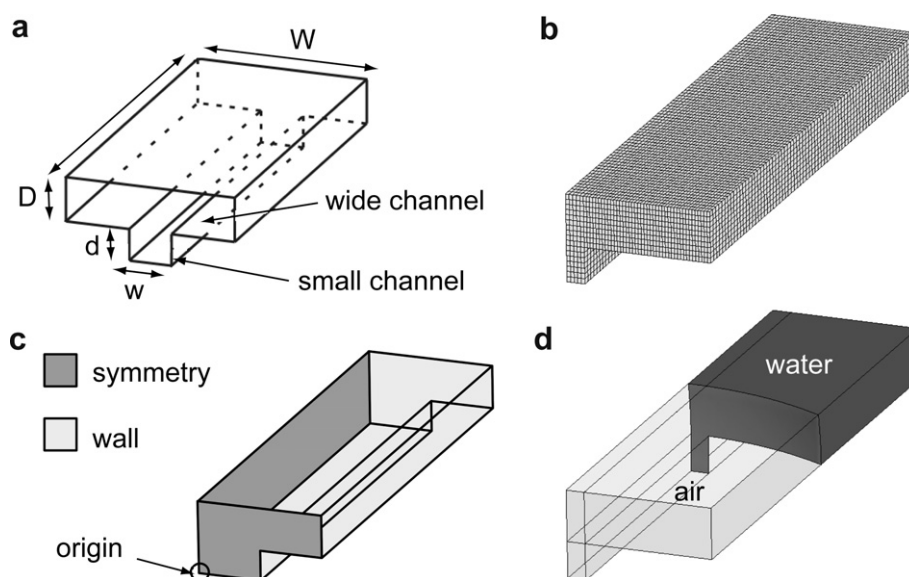 a
W
D
d
w
wide channel
small channel
b
c
symmetry
wall
origin
d
water
air